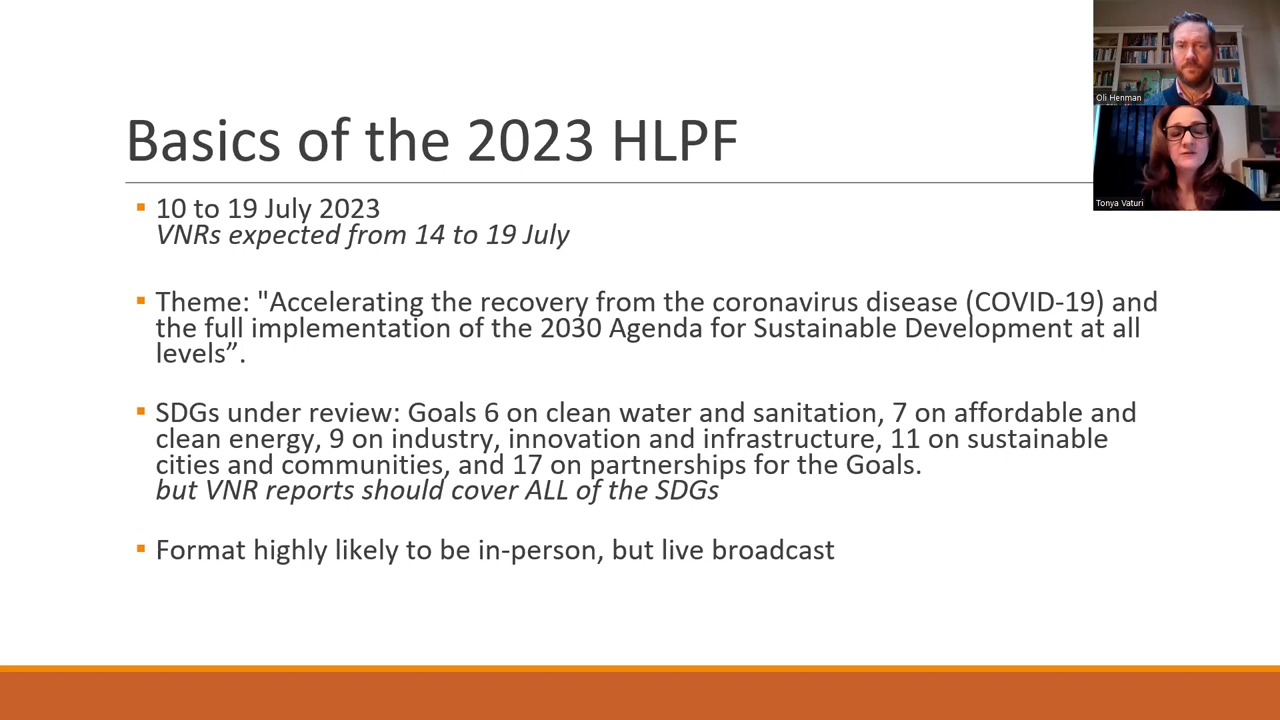 Basics of the 2023 HLPF
▪ 10 to 19 July 2023
VNRs expected from 14 to 19 July
▪ Theme: "Accelerating the recovery from the coronavirus disease (COVID-19) and
the full implementation of the 2030 Agenda for Sustainable Development at all
levels”.
▪ SDGs under review: Goals 6 on clean water and sanitation, 7 on affordable and
clean energy, 9 on industry, innovation and infrastructure, 11 on sustainable
cities and communities, and 17 on partnerships for the Goals.
but VNR reports should cover ALL of the SDGs
▪ Format highly likely to be in-person, but live broadcast
Oli Henman
Tonya Vaturi